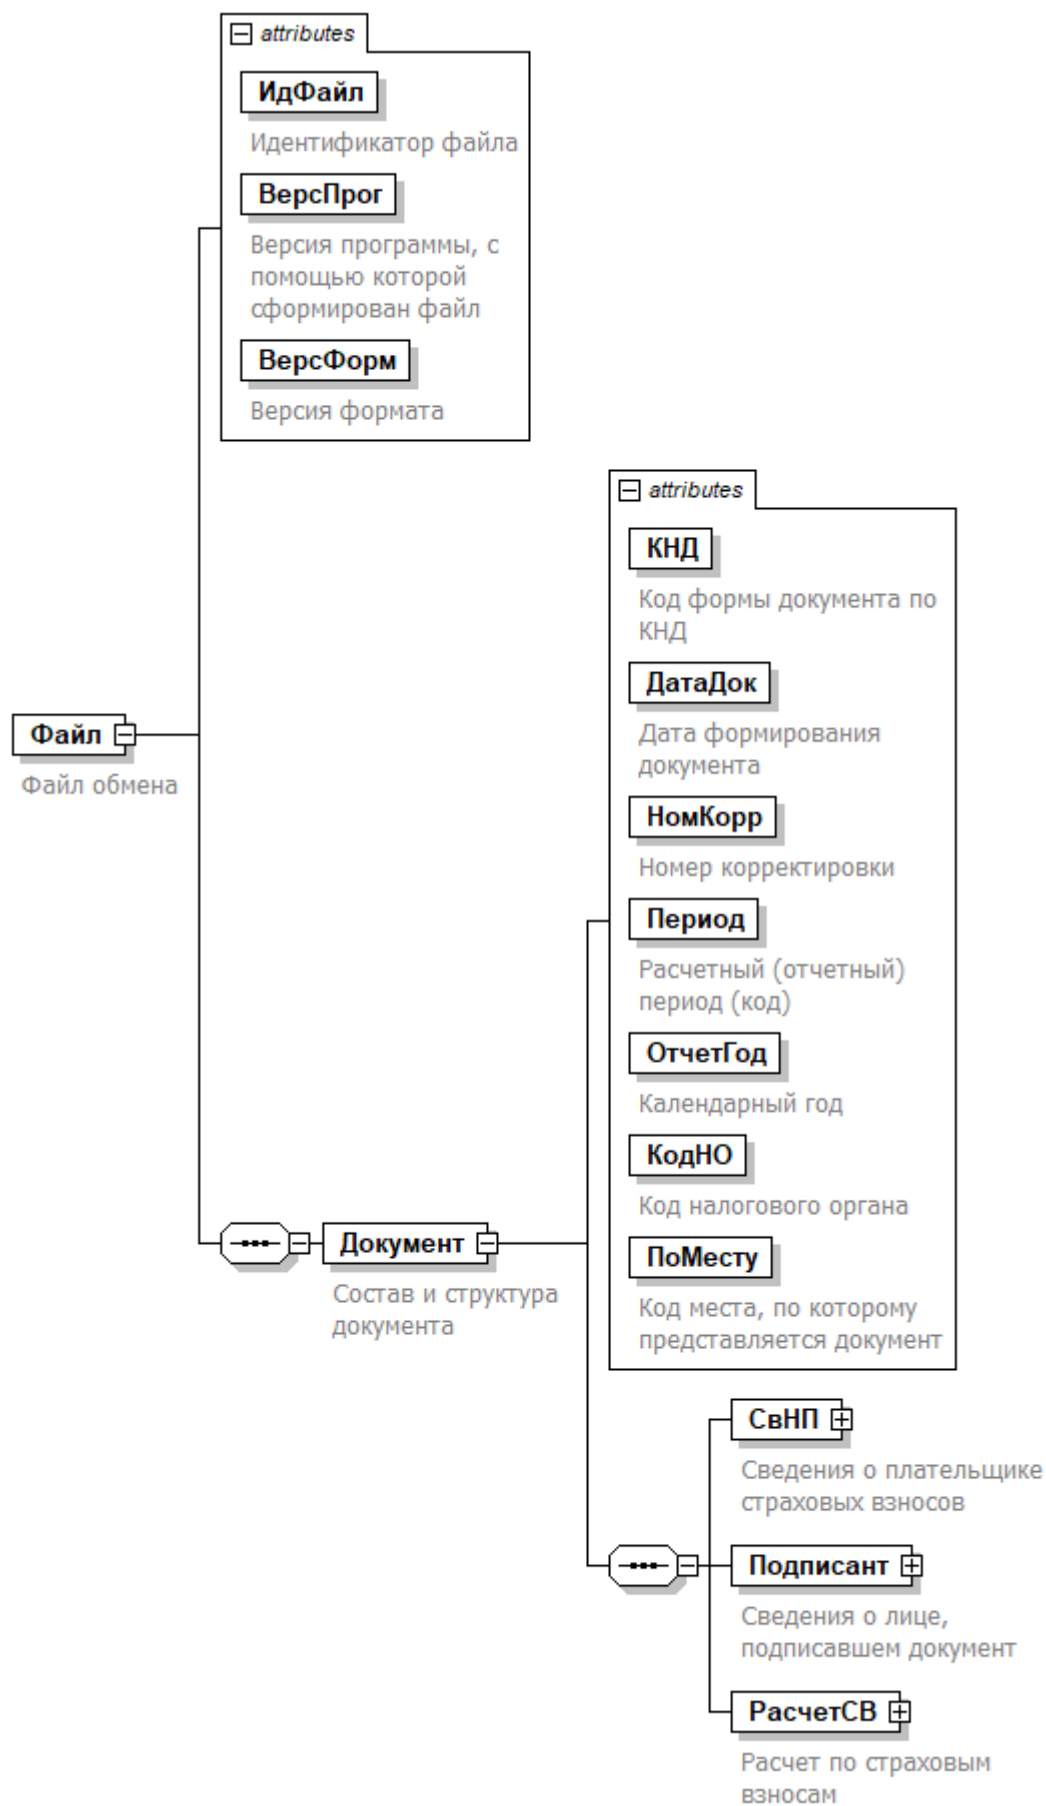 attributes
ИдФайл
Идентификатор файла
ВерсПрог
Версия программы, с
помощью которой
сформирован файл
ВерсФорм
Версия формата
attributes
КНД
Код формы документа по
КНД
ДатаДок
Дата формирования
документа
Файл
Файл обмена
НомКорр
Номер корректировки
Период
Расчетный (отчетный)
период (код)
ОтчетГод
Календарный год
КодНО
Код налогового органа
Документ
Состав и структура
документа
ПоМесту
Код места, по которому
представляется документ
СвНП
Сведения о плательщике
страховых взносов
Подписант
Сведения о лице,
подписавшем документ
РасчетСВ
Расчет по страховым
взносам